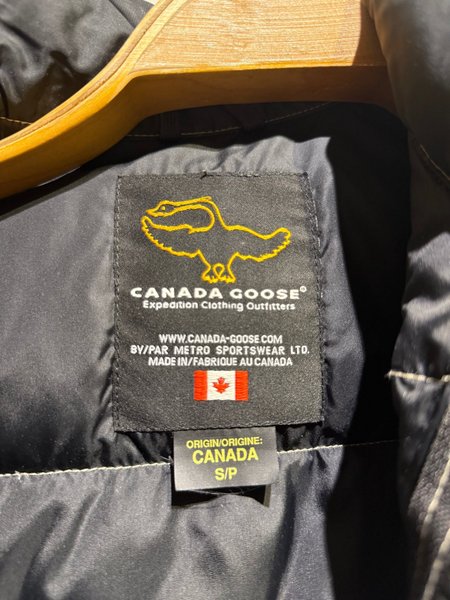 CANADA GOOSE®
Expedition Clothing Outfitters
WWW.CANADA-GOOSE.COM
BY/PAR METRO SPORTSWEAR LTD.
MADE IN/FABRIQUE AU CANADA
ORIGIN/ORIGINE:
CANADA
S/P